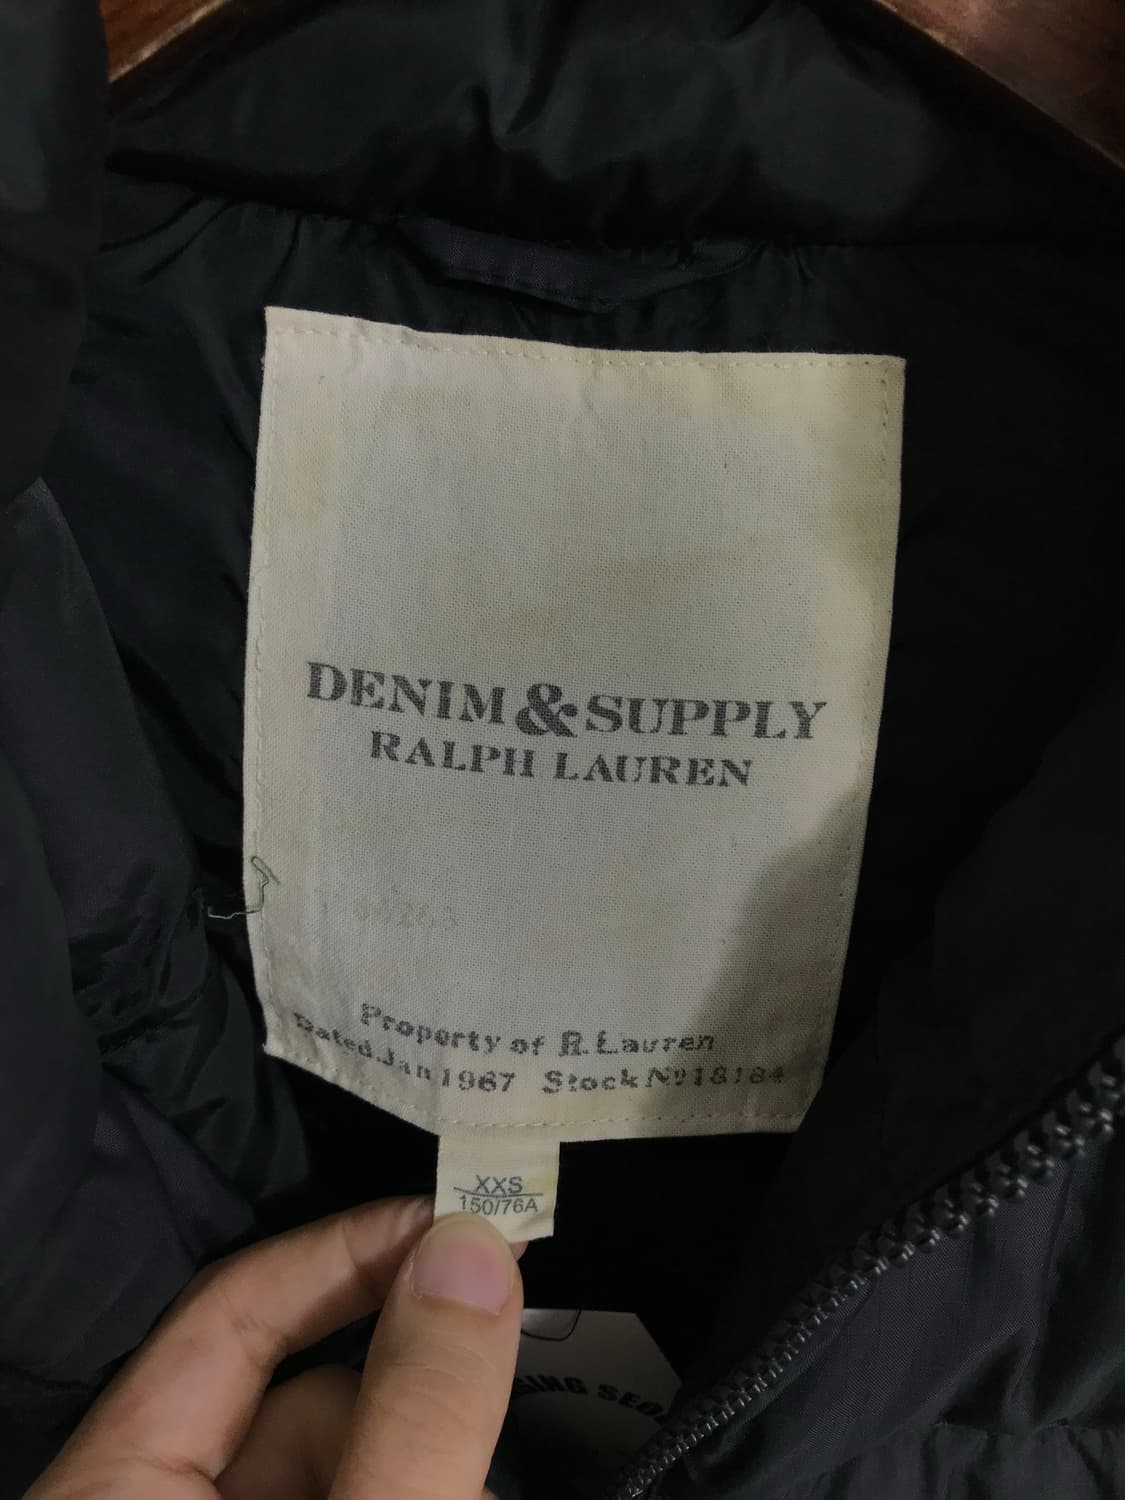 DENIM & SUPPLY
RALPH LAUREN
Property of R. Lauren
Dated. Jan 1967 Stock Nº 18184
XXS
150/76A